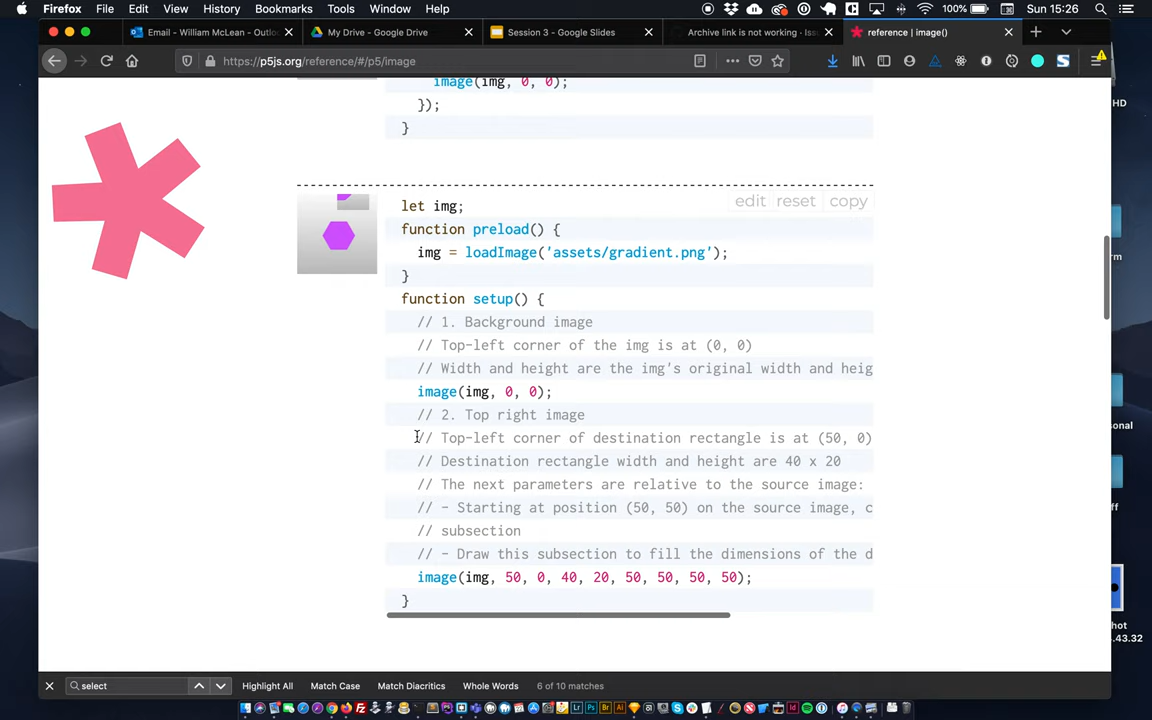 Firefox File Edit View History Bookmarks Tools Window Help 100% Sun 15:26
Email - William McLean - Outlo My Drive - Google Drive Session 3 - Google Slides Archive link is not working · Issu reference | image()
https://p5js.org/reference/#/p5/image
image(img, 0, 0);
});
}
edit reset copy
let img;
function preload() {
img = loadImage('assets/gradient.png');
}
function setup() {
// 1. Background image
// Top-left corner of the img is at (0, 0)
// Width and height are the img's original width and heig
image(img, 0, 0);
// 2. Top right image
// Top-left corner of destination rectangle is at (50, 0)
// Destination rectangle width and height are 40 x 20
// The next parameters are relative to the source image:
// - Starting at position (50, 50) on the source image, c
// subsection
// - Draw this subsection to fill the dimensions of the d
image(img, 50, 0, 40, 20, 50, 50, 50, 50);
}
select Highlight All Match Case Match Diacritics Whole Words 6 of 10 matches
HD
rm
sonal
ff
hot
.43.32